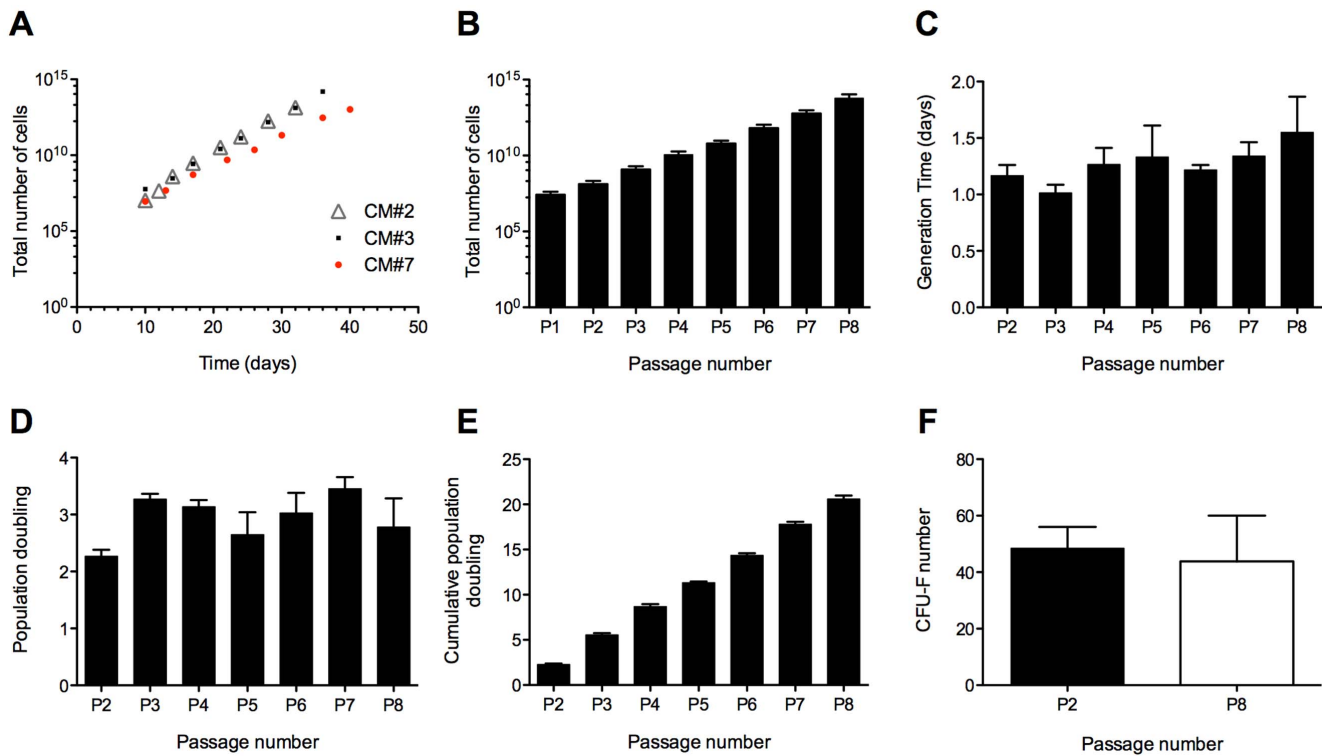 A
Total number of cells
10^15
10^10
10^5
10^0
CM#2
CM#3
CM#7
0 10 20 30 40 50
Time (days)
B
Total number of cells
10^15
10^10
10^5
10^0
P1 P2 P3 P4 P5 P6 P7 P8
Passage number
C
Generation Time (days)
2.0
1.5
1.0
0.5
0.0
P2 P3 P4 P5 P6 P7 P8
Passage number
D
Population doubling
4
3
2
1
0
P2 P3 P4 P5 P6 P7 P8
Passage number
E
Cumulative population
doubling
25
20
15
10
5
0
P2 P3 P4 P5 P6 P7 P8
Passage number
F
CFU-F number
80
60
40
20
0
P2 P8
Passage number